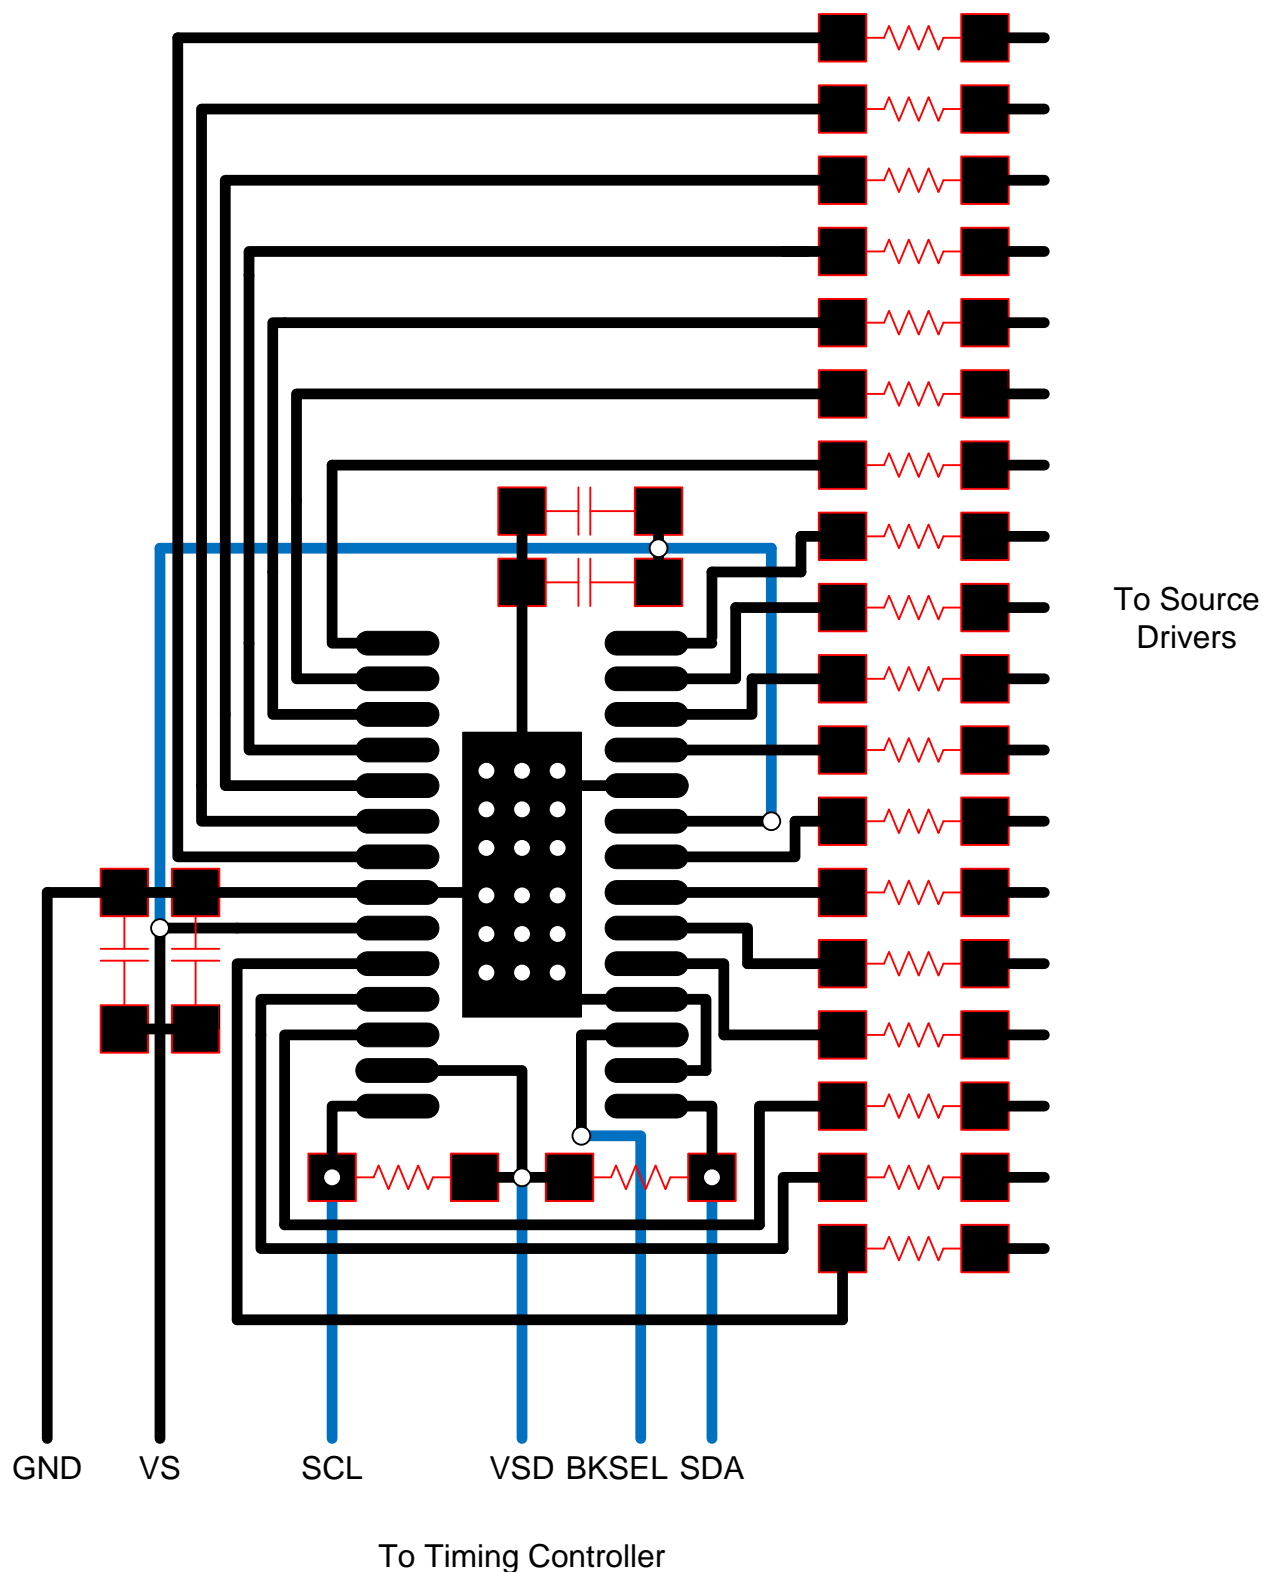 To Source
Drivers
GND VS SCL VSD BKSEL SDA
To Timing Controller